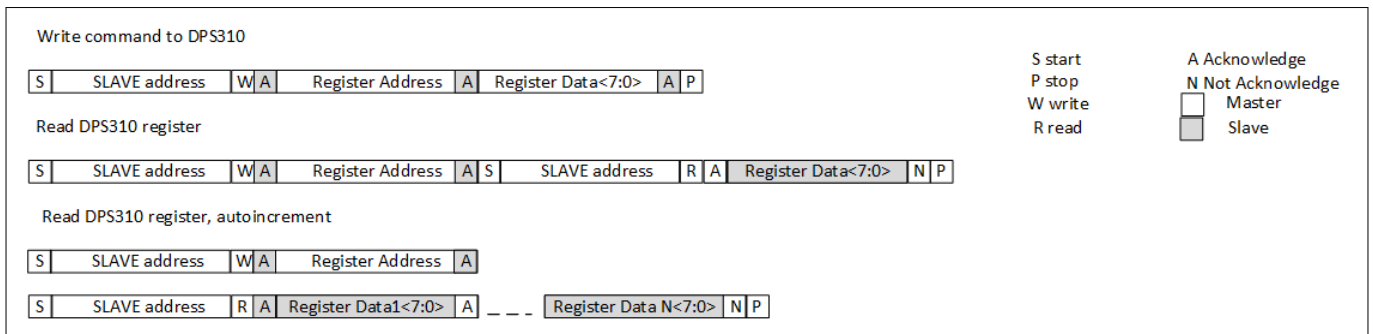 Write command to DPS310
S SLAVE address W A Register Address A Register Data<7:0> A P
Read DPS310 register
S SLAVE address W A Register Address A S SLAVE address R A Register Data<7:0> N P
Read DPS310 register, autoincrement
S SLAVE address W A Register Address A
S SLAVE address R A Register Data1<7:0> A _ _ _ Register Data N<7:0> N P
S start
P stop
W write
R read
A Acknowledge
N Not Acknowledge
Master
Slave